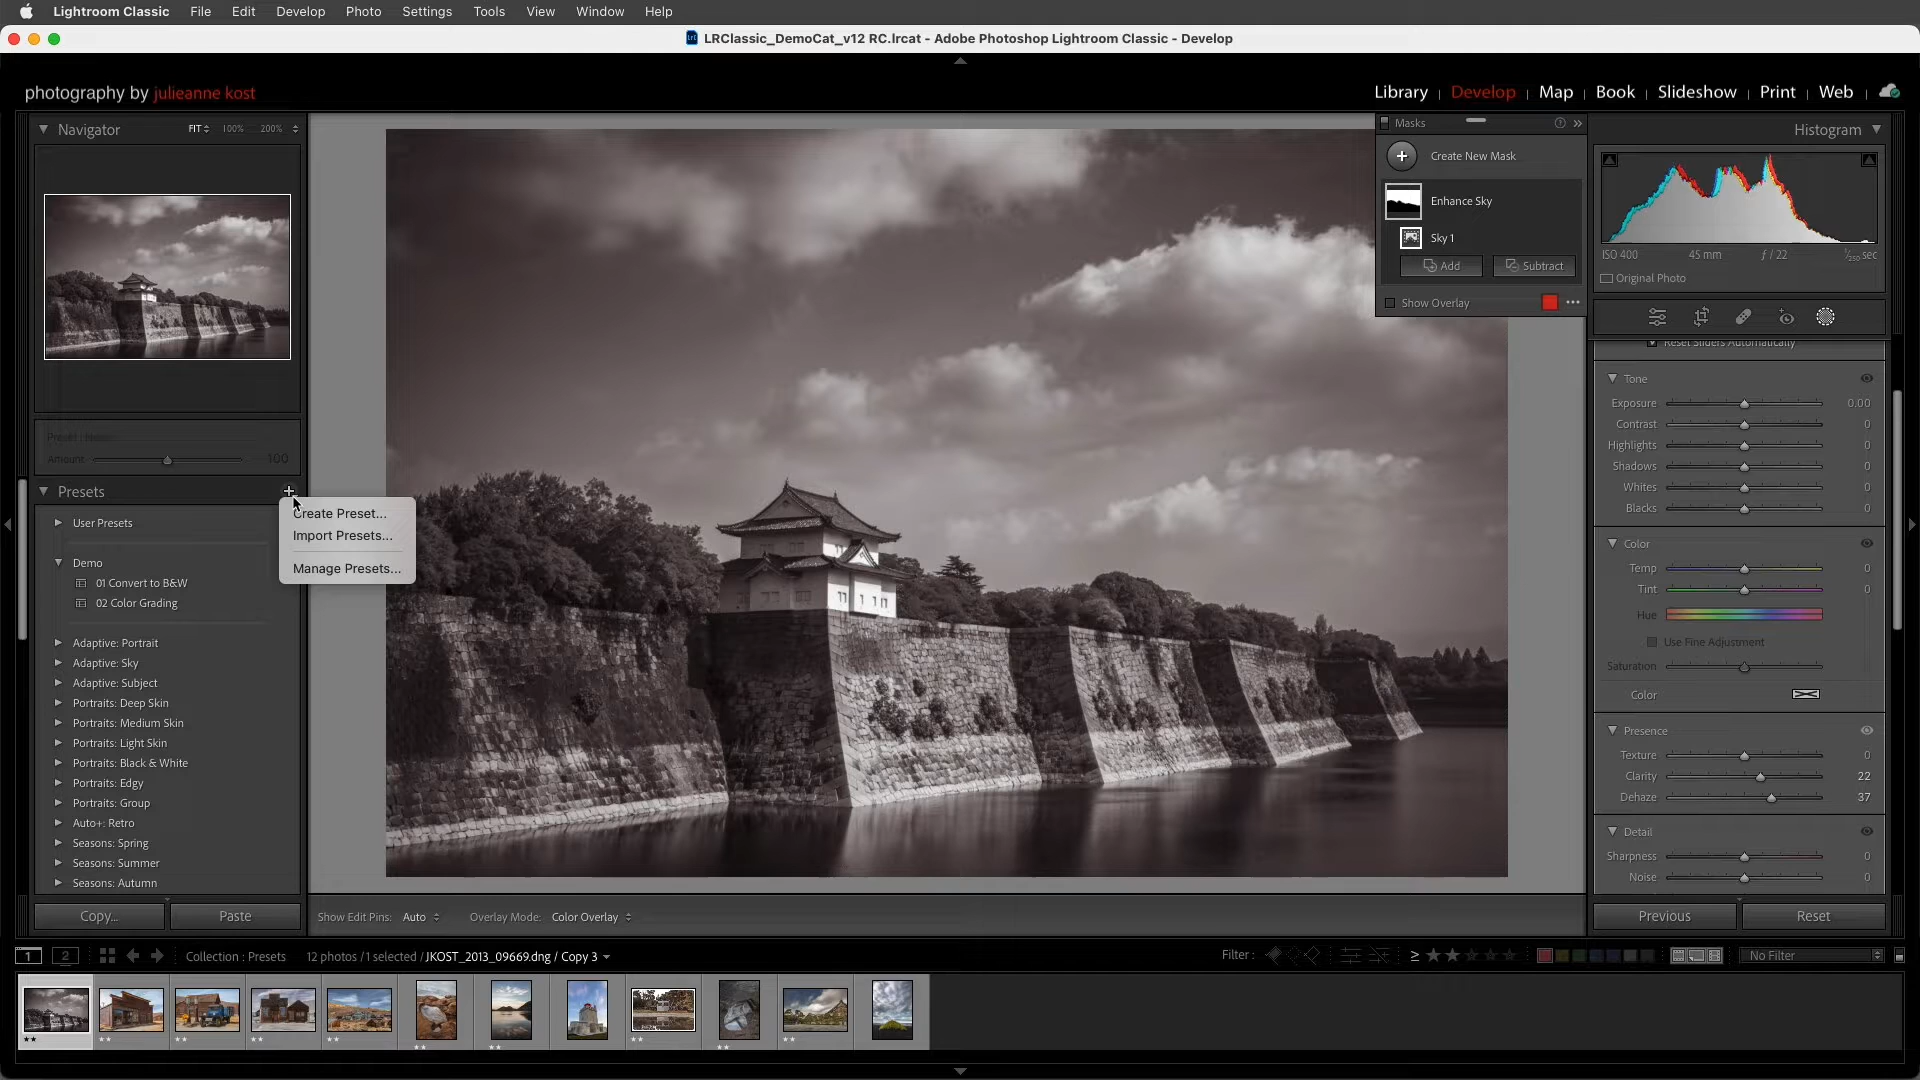 Lightroom Classic File Edit Develop Photo Settings Tools View Window Help
LRClassic_DemoCat_v12 RC.lrcat - Adobe Photoshop Lightroom Classic - Develop
photography by julieanne kost
Library | Develop | Map | Book | Slideshow | Print | Web |
Navigator FIT 100% 200%
Amount 100
Presets
User Presets
Demo
01 Convert to B&W
02 Color Grading
Adaptive: Portrait
Adaptive: Sky
Adaptive: Subject
Portraits: Deep Skin
Portraits: Medium Skin
Portraits: Light Skin
Portraits: Black & White
Portraits: Edgy
Portraits: Group
Auto+: Retro
Seasons: Spring
Seasons: Summer
Seasons: Autumn
Copy... Paste
Create Preset...
Import Presets...
Manage Presets...
Masks
Create New Mask
Enhance Sky
Sky 1
Add Subtract
Show Overlay
Histogram
ISO 400 45 mm ƒ / 22 1/250 sec
Original Photo
Reset Sliders Automatically
Tone
Exposure 0.00
Contrast 0
Highlights 0
Shadows 0
Whites 0
Blacks 0
Color
Temp 0
Tint 0
Hue
Use Fine Adjustment
Saturation
Color
Presence
Texture 0
Clarity 22
Dehaze 37
Detail
Sharpness 0
Noise 0
Previous Reset
Show Edit Pins: Auto Overlay Mode: Color Overlay
1 2 Collection : Presets 12 photos / 1 selected / JKOST_2013_09669.dng / Copy 3 Filter : ≥ No Filter